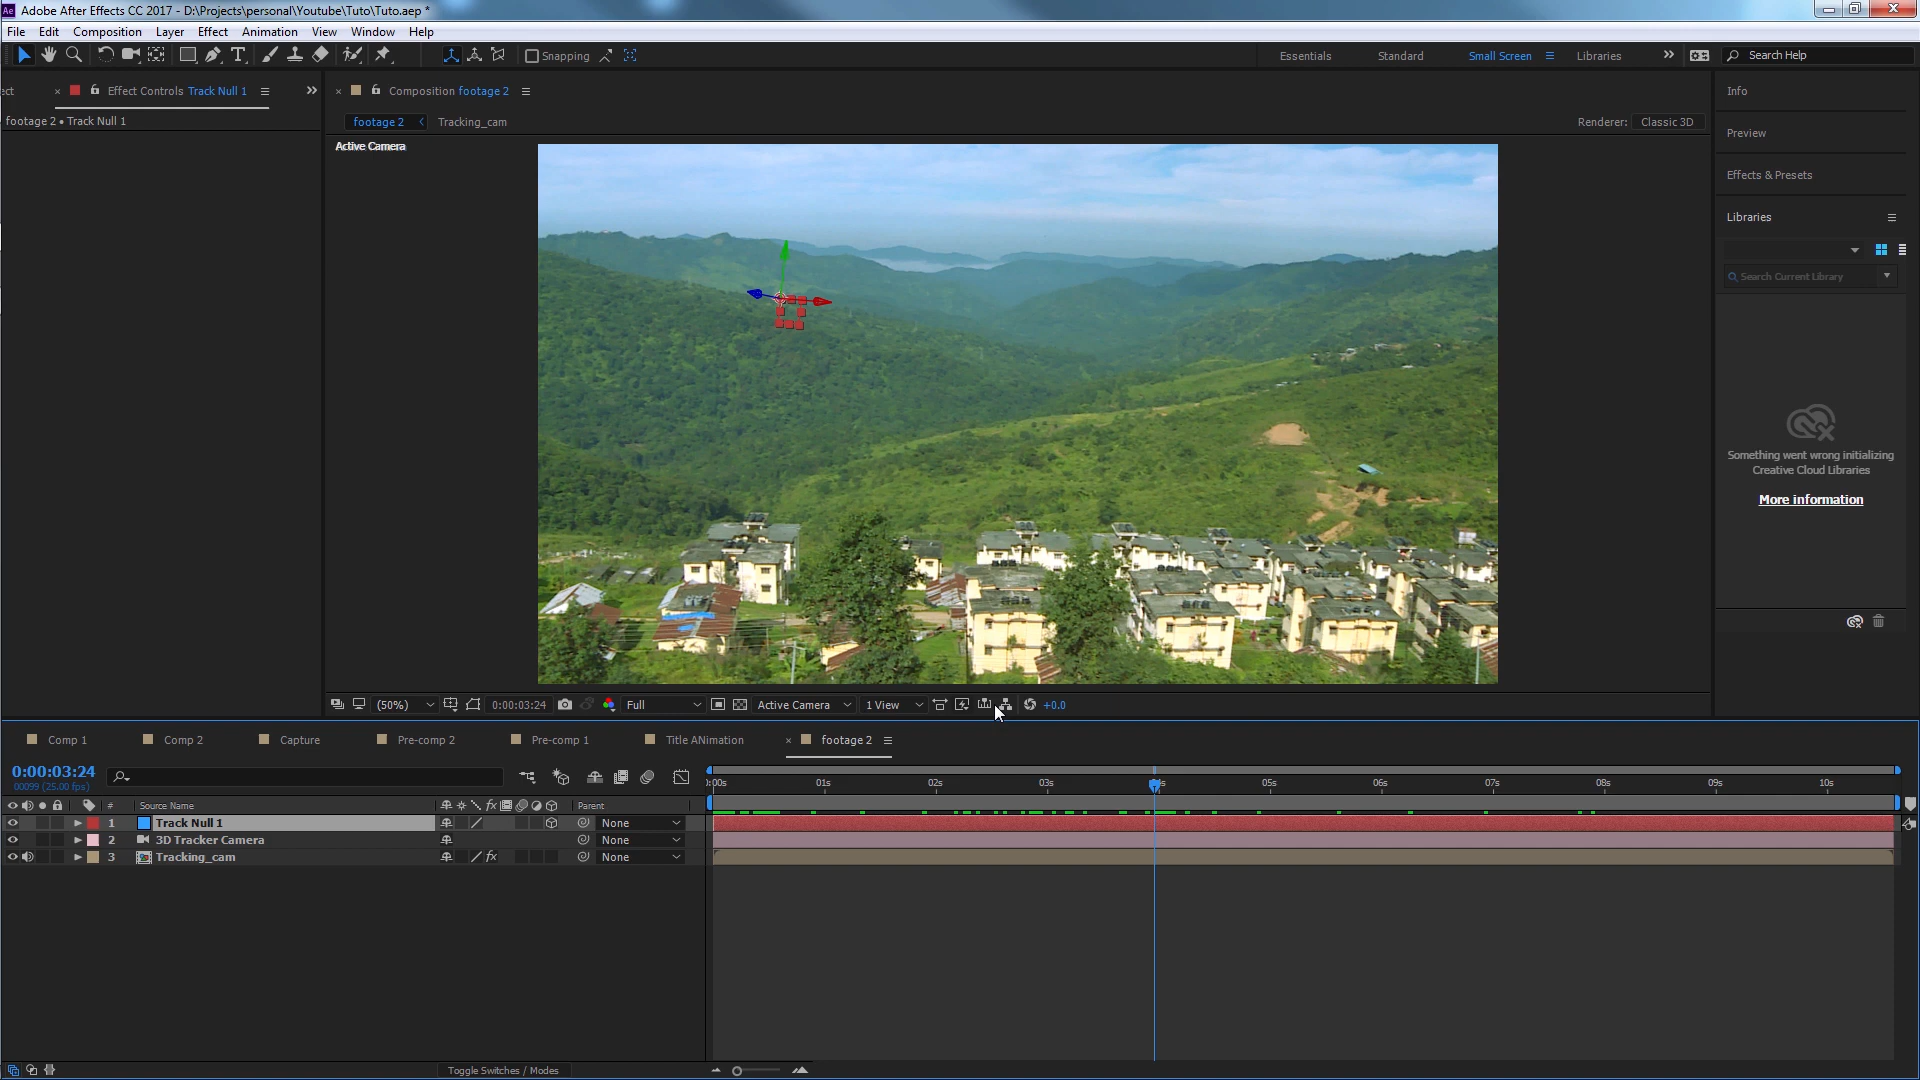 Adobe After Effects CC 2017 - D:\Projects\personal\Youtube\Tuto\Tuto.aep *
File Edit Composition Layer Effect Animation View Window Help
Snapping Essentials Standard Small Screen Libraries Search Help
ect Effect Controls Track Null 1
Composition footage 2
Info
footage 2 • Track Null 1
footage 2 Tracking_cam Renderer: Classic 3D
Preview
Active Camera
Effects & Presets
Libraries
Search Current Library
Something went wrong initializing
Creative Cloud Libraries
More information
(50%) 0:00:03:24 Full Active Camera 1 View +0.0
Comp 1 Comp 2 Capture Pre-comp 2 Pre-comp 1 Title ANimation footage 2
0:00:03:24
00099 (25.00 fps)
):00s 01s 02s 03s 04s 05s 06s 07s 08s 09s 10s
# Source Name fx Parent
1 Track Null 1 None
2 3D Tracker Camera None
3 Tracking_cam fx None
Toggle Switches / Modes